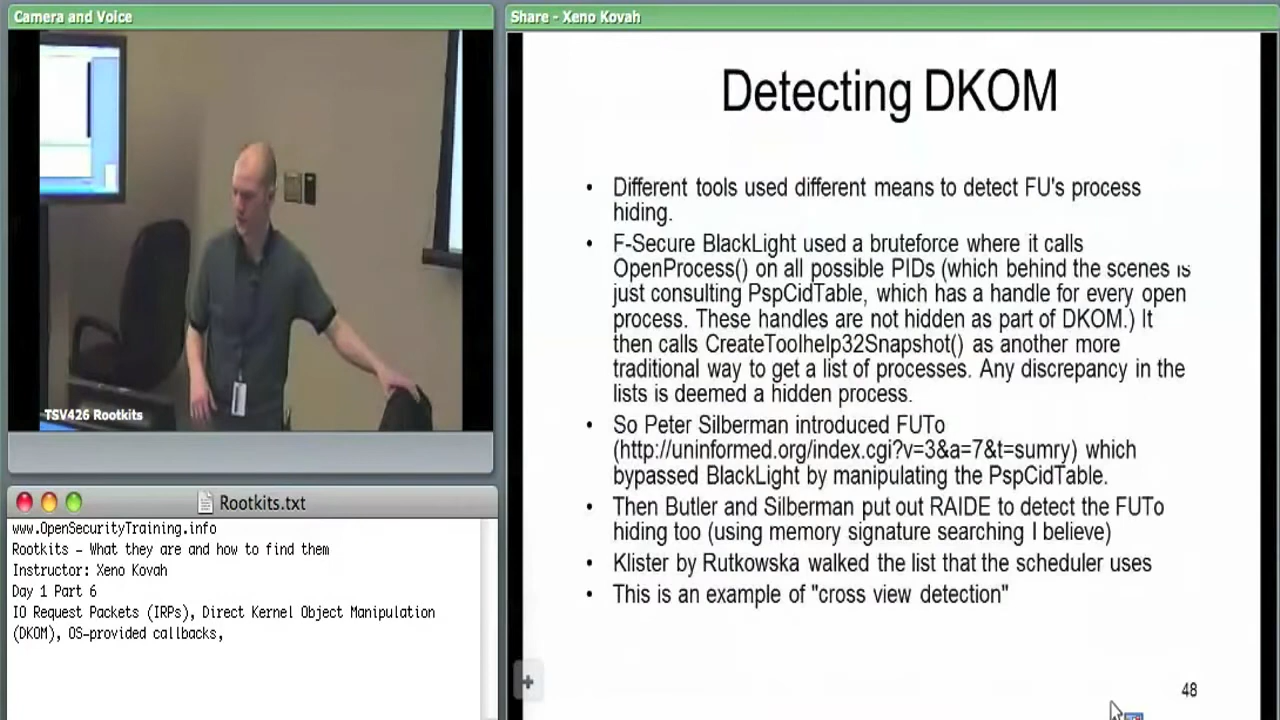 Camera and Voice
TSV426 Rootkits
Rootkits.txt
www.OpenSecurityTraining.info
Rootkits - What they are and how to find them
Instructor: Xeno Kovah
Day 1 Part 6
IO Request Packets (IRPs), Direct Kernel Object Manipulation
(DKOM), OS-provided callbacks,
Share - Xeno Kovah
Detecting DKOM
• Different tools used different means to detect FU's process
hiding.
• F-Secure BlackLight used a bruteforce where it calls
OpenProcess() on all possible PIDs (which behind the scenes is
just consulting PspCidTable, which has a handle for every open
process. These handles are not hidden as part of DKOM.) It
then calls CreateToolhelp32Snapshot() as another more
traditional way to get a list of processes. Any discrepancy in the
lists is deemed a hidden process.
• So Peter Silberman introduced FUTo
(http://uninformed.org/index.cgi?v=3&a=7&t=sumry) which
bypassed BlackLight by manipulating the PspCidTable.
• Then Butler and Silberman put out RAIDE to detect the FUTo
hiding too (using memory signature searching I believe)
• Klister by Rutkowska walked the list that the scheduler uses
• This is an example of "cross view detection"
48